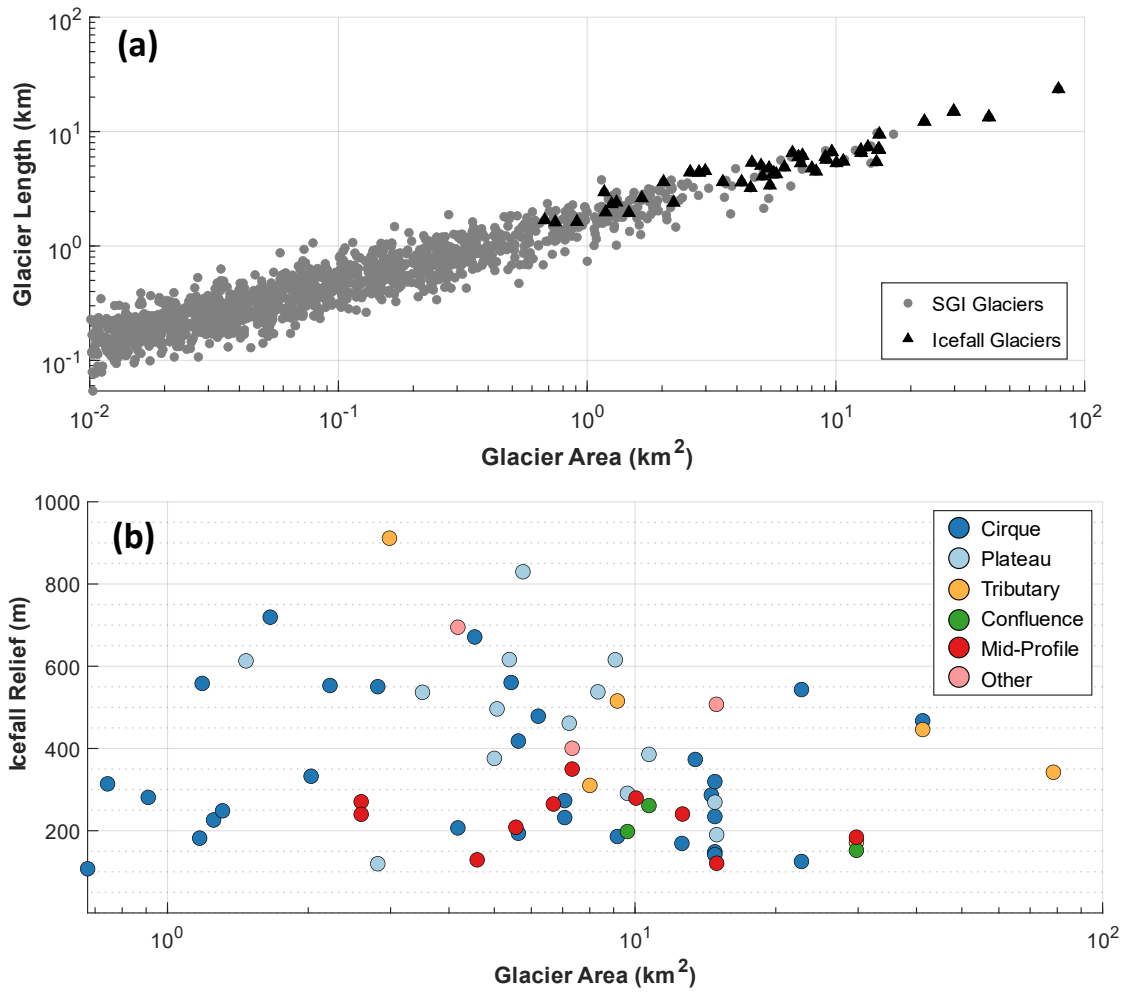 (a)
Glacier Length (km)
10^2
10^1
10^0
10^-1
SGI Glaciers
Icefall Glaciers
10^-2
10^-1
10^0
10^1
10^2
Glacier Area (km^2)
(b)
Icefall Relief (m)
1000
800
600
400
200
Cirque
Plateau
Tributary
Confluence
Mid-Profile
Other
10^0
10^1
10^2
Glacier Area (km^2)